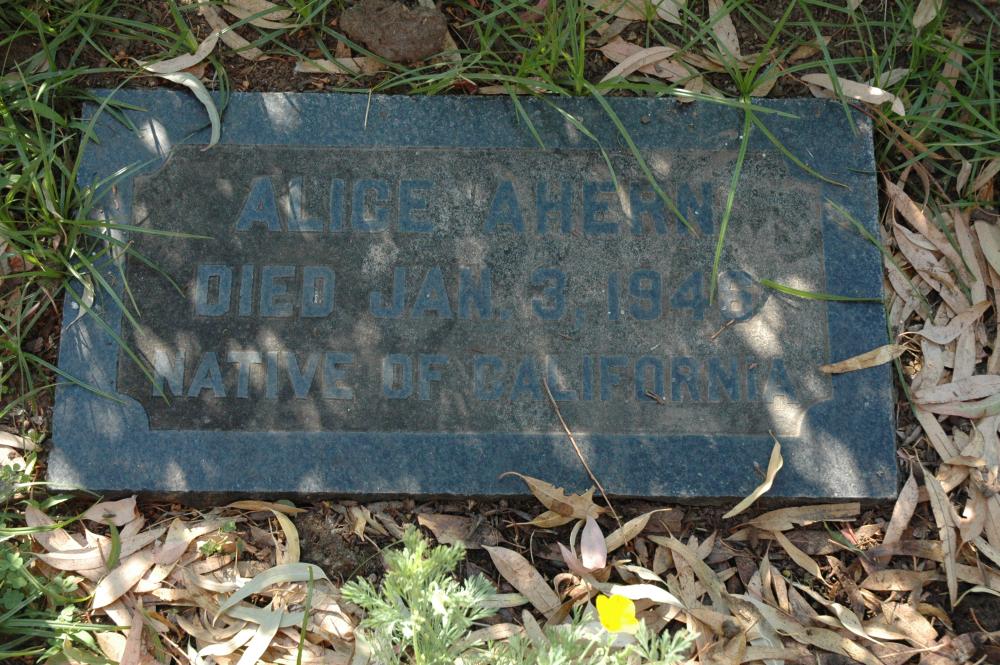 ALICE AHERN
DIED JAN. 3, 1946
NATIVE OF CALIFORNIA